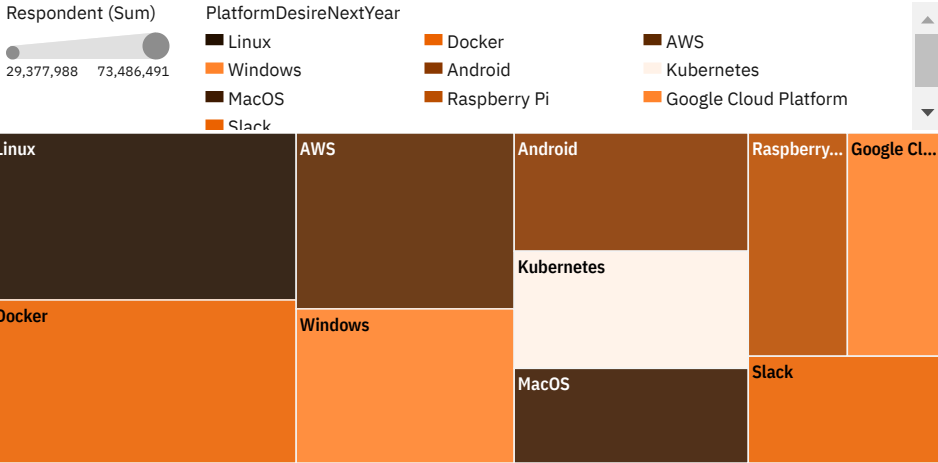 Respondent (Sum)
29,377,988 73,486,491
PlatformDesireNextYear
Linux Docker AWS
Windows Android Kubernetes
MacOS Raspberry Pi Google Cloud Platform
Slack
Linux AWS Android Raspberry... Google Cl...
Kubernetes
Docker
Windows
Slack
MacOS